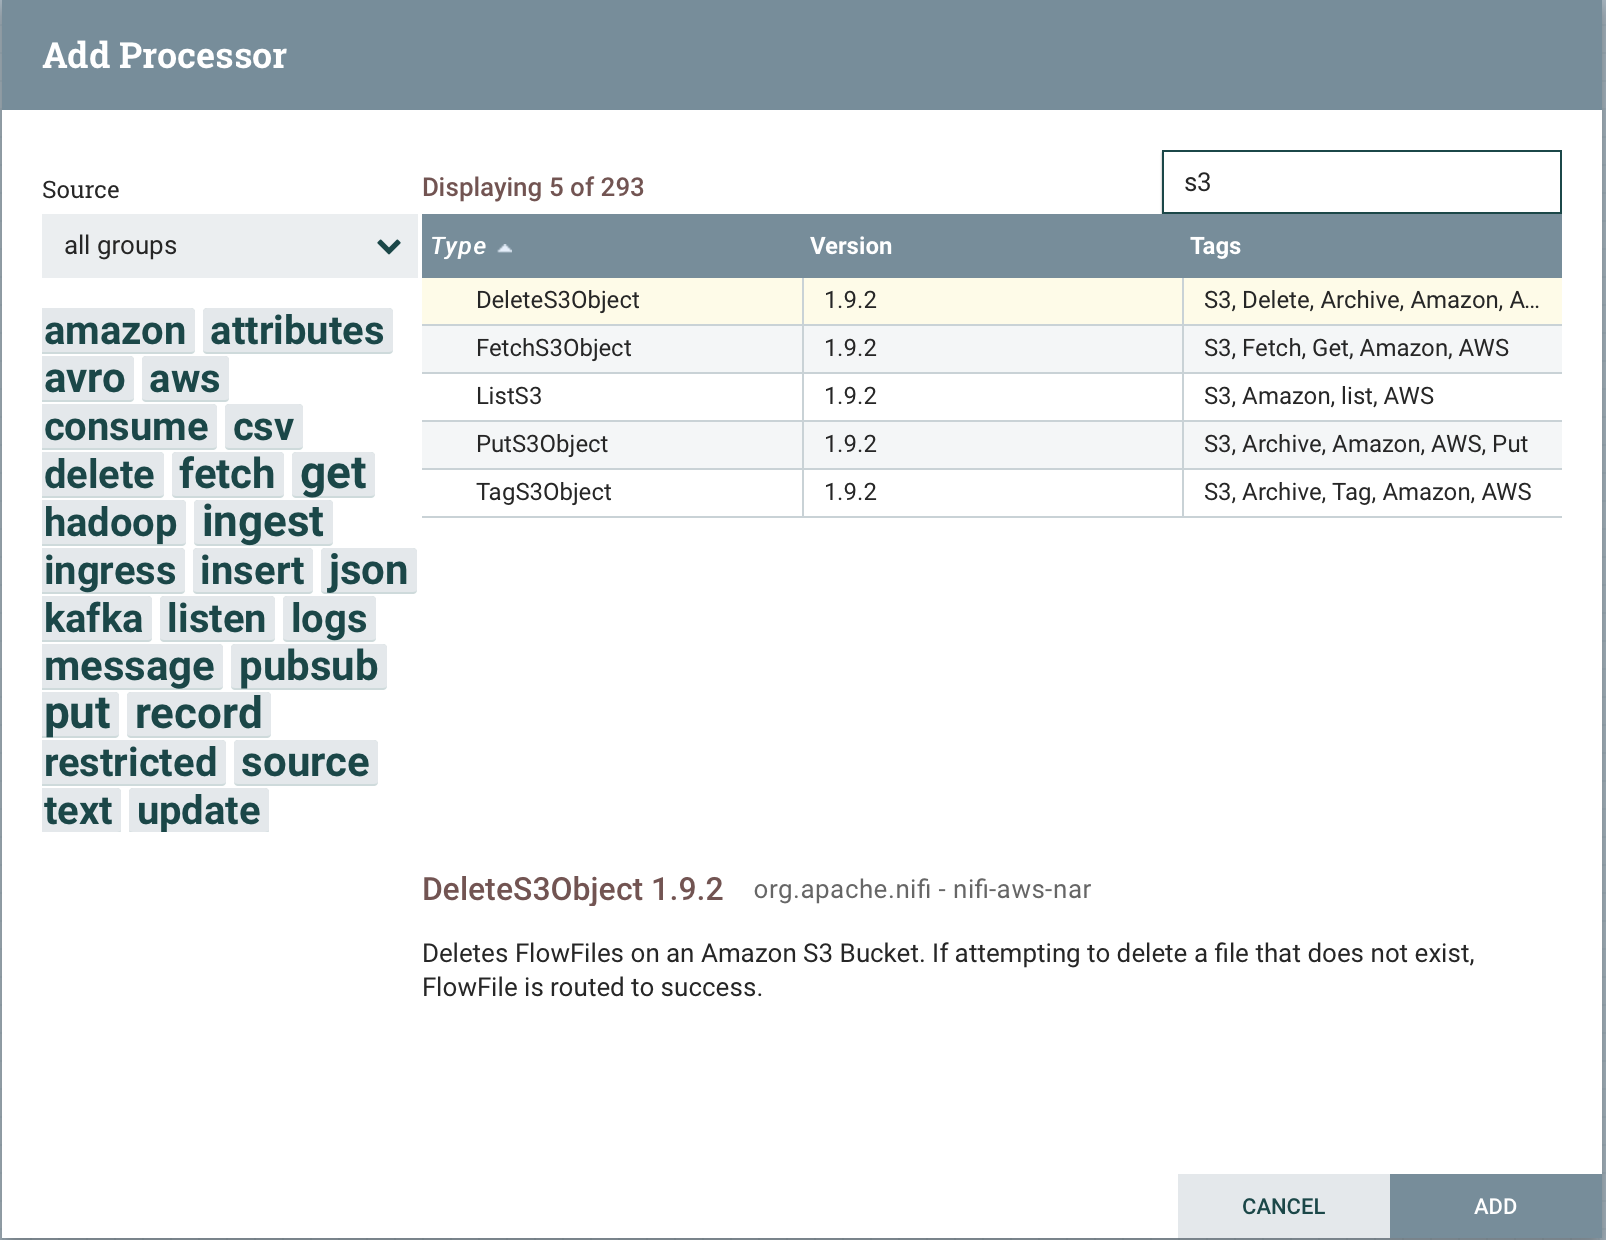 Add Processor
Source
Displaying 5 of 293
s3
all groups
Type Version Tags
DeleteS3Object 1.9.2 S3, Delete, Archive, Amazon, A...
FetchS3Object 1.9.2 S3, Fetch, Get, Amazon, AWS
ListS3 1.9.2 S3, Amazon, list, AWS
PutS3Object 1.9.2 S3, Archive, Amazon, AWS, Put
TagS3Object 1.9.2 S3, Archive, Tag, Amazon, AWS
amazon attributes
avro aws
consume csv
delete fetch get
hadoop ingest
ingress insert json
kafka listen logs
message pubsub
put record
restricted source
text update
DeleteS3Object 1.9.2 org.apache.nifi - nifi-aws-nar
Deletes FlowFiles on an Amazon S3 Bucket. If attempting to delete a file that does not exist,
FlowFile is routed to success.
CANCEL ADD